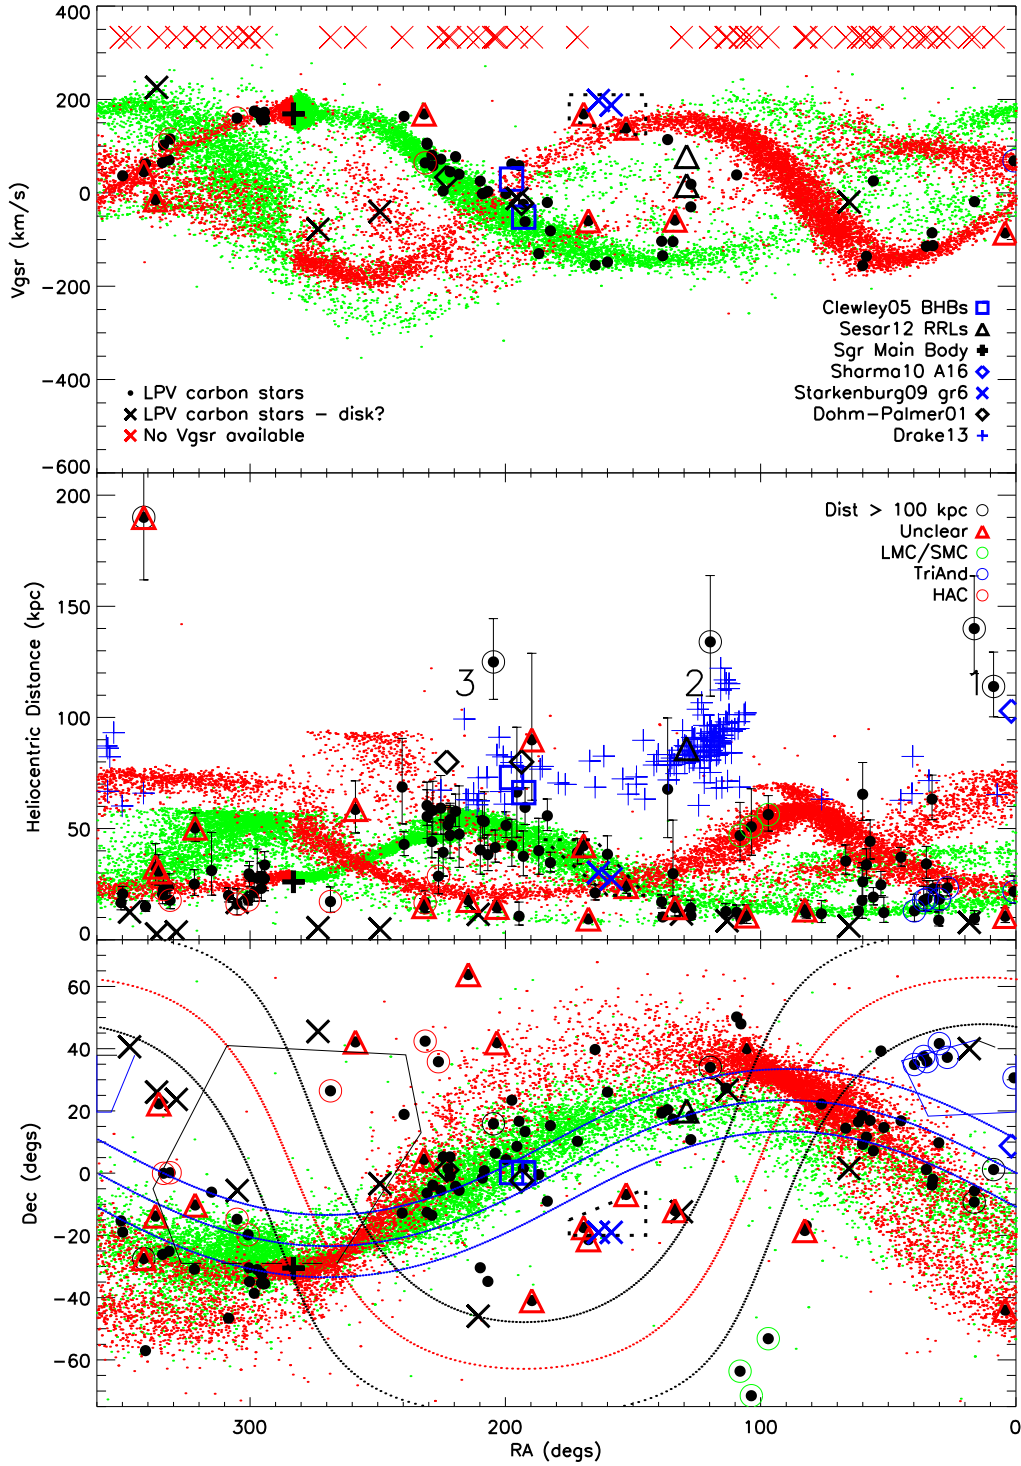 400
200
0
-200
-400
-600
Vgsr (km/s)
Clewley05 BHBs
Sesar12 RRLs
Sgr Main Body
Sharma10 A16
Starkenburg09 gr6
Dohm-Palmer01
Drake13
LPV carbon stars
LPV carbon stars - disk?
No Vgsr available
200
150
100
50
0
Heliocentric Distance (kpc)
Dist > 100 kpc
Unclear
LMC/SMC
TriAnd
HAC
3
2
1
60
40
20
0
-20
-40
-60
Dec (degs)
300
200
100
0
RA (degs)